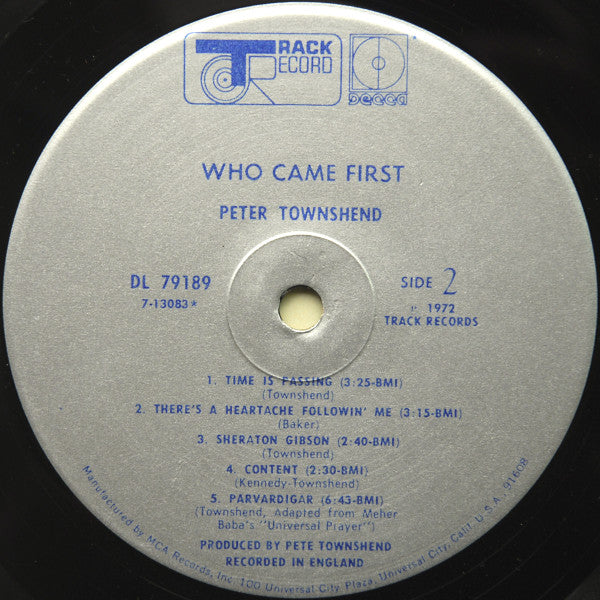 TRACK
RECORD
DECCA
WHO CAME FIRST
PETER TOWNSHEND
DL 79189
7-13083*
SIDE 2
℗ 1972
TRACK RECORDS
1. TIME IS PASSING (3:25-BMI)
(Townshend)
2. THERE'S A HEARTACHE FOLLOWIN' ME (3:15-BMI)
(Baker)
3. SHERATON GIBSON (2:40-BMI)
(Townshend)
4. CONTENT (2:30-BMI)
(Kennedy-Townshend)
5. PARVARDIGAR (6:43-BMI)
(Townshend, Adapted from Meher
Baba's "Universal Prayer")
PRODUCED BY PETE TOWNSHEND
RECORDED IN ENGLAND
Manufactured by MCA Records, Inc. 100 Universal City Plaza, Universal City, Calif. U.S.A. 91608